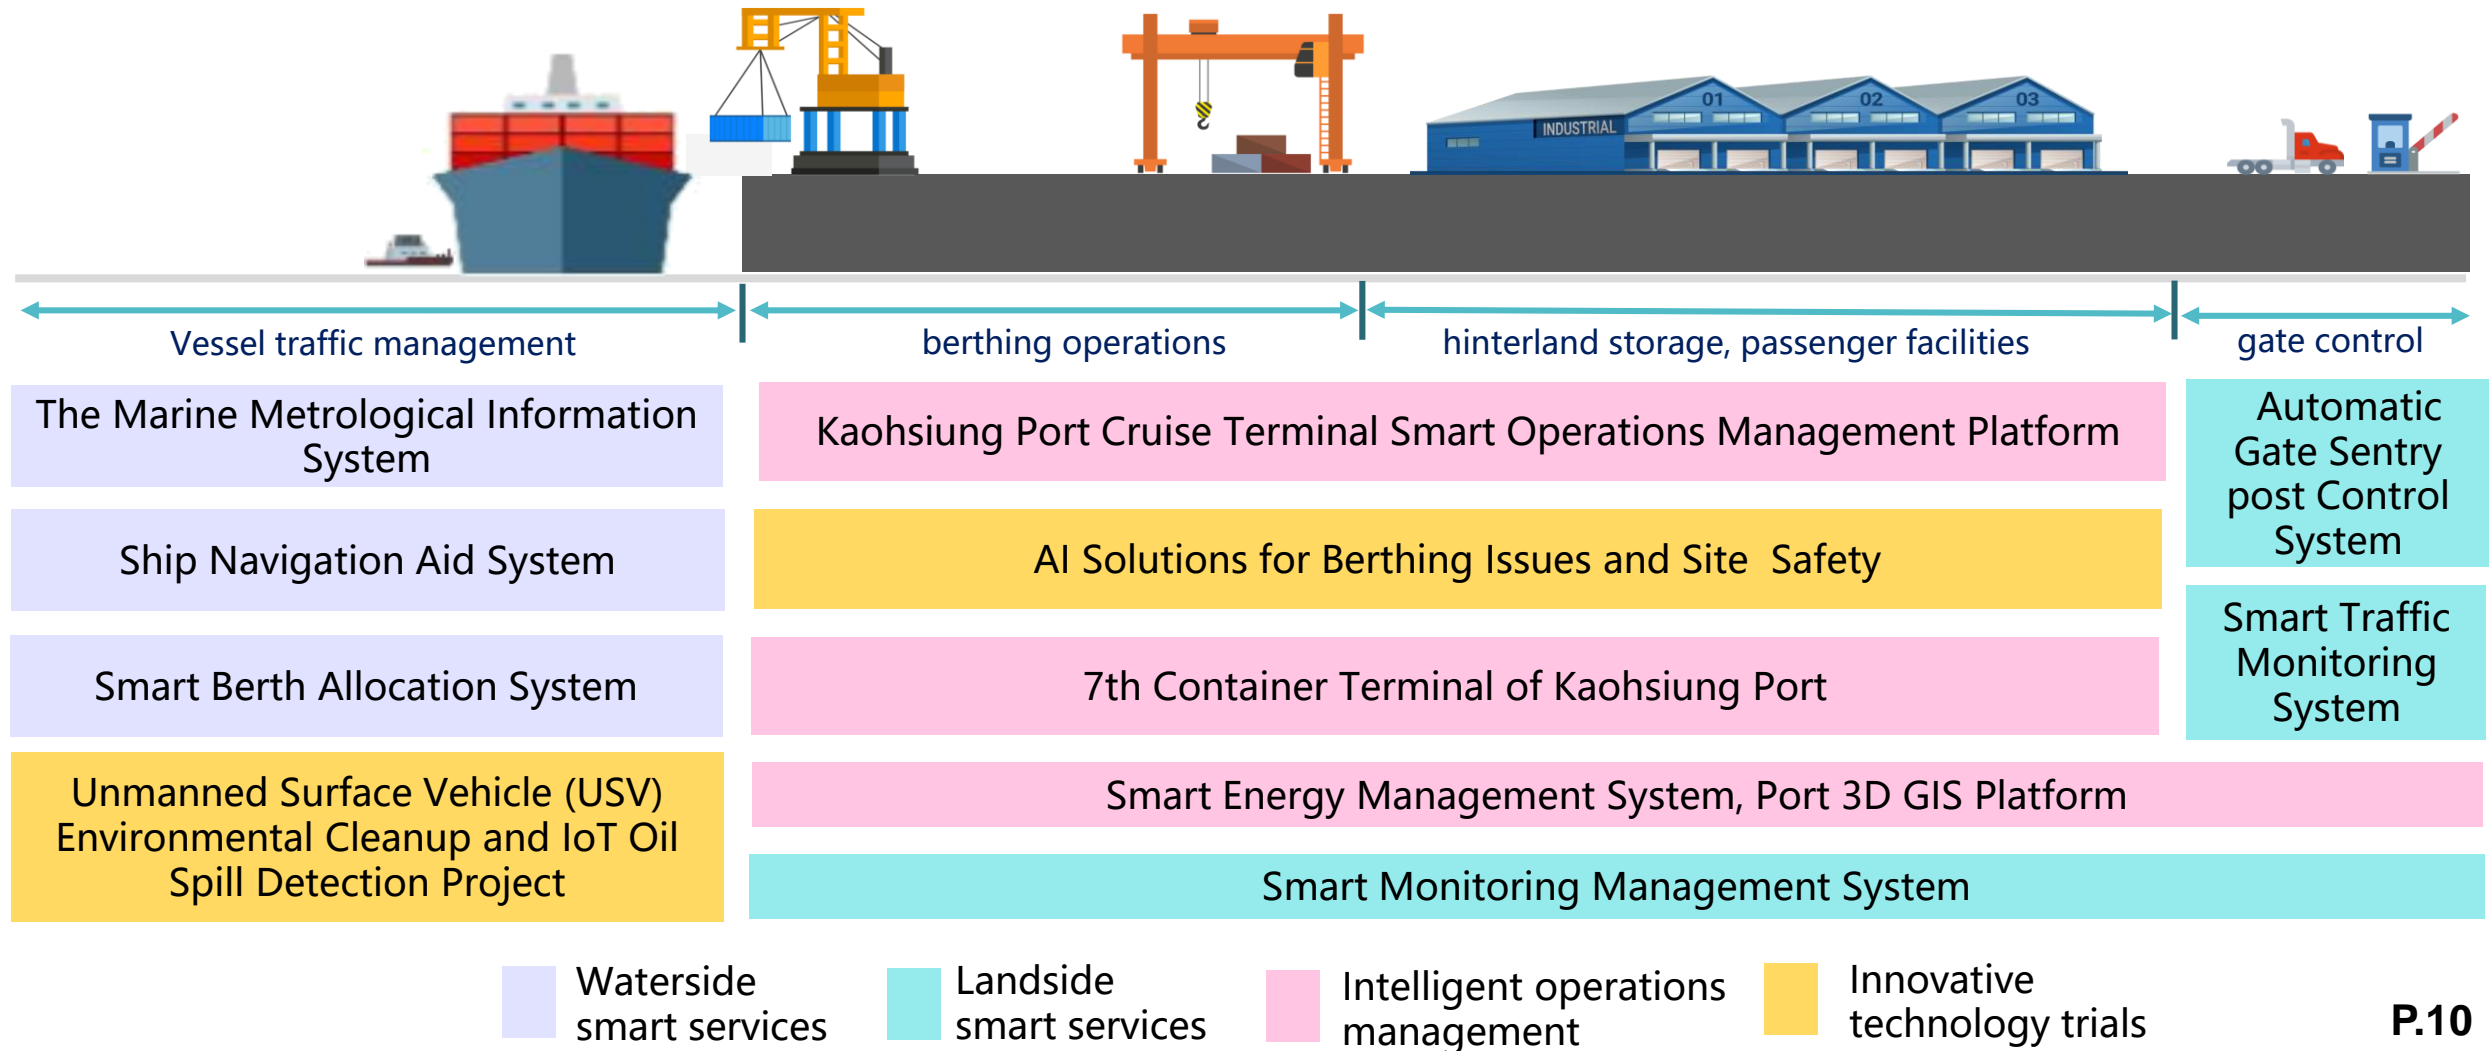 01
02
03
INDUSTRIAL
Vessel traffic management
berthing operations
hinterland storage, passenger facilities
gate control
The Marine Metrological Information
System
Ship Navigation Aid System
Smart Berth Allocation System
Unmanned Surface Vehicle (USV)
Environmental Cleanup and IoT Oil
Spill Detection Project
Kaohsiung Port Cruise Terminal Smart Operations Management Platform
AI Solutions for Berthing Issues and Site Safety
7th Container Terminal of Kaohsiung Port
Automatic
Gate Sentry
post Control
System
Smart Traffic
Monitoring
System
Smart Energy Management System, Port 3D GIS Platform
Smart Monitoring Management System
Waterside
smart services
Landside
smart services
Intelligent operations
management
Innovative
technology trials
P.10